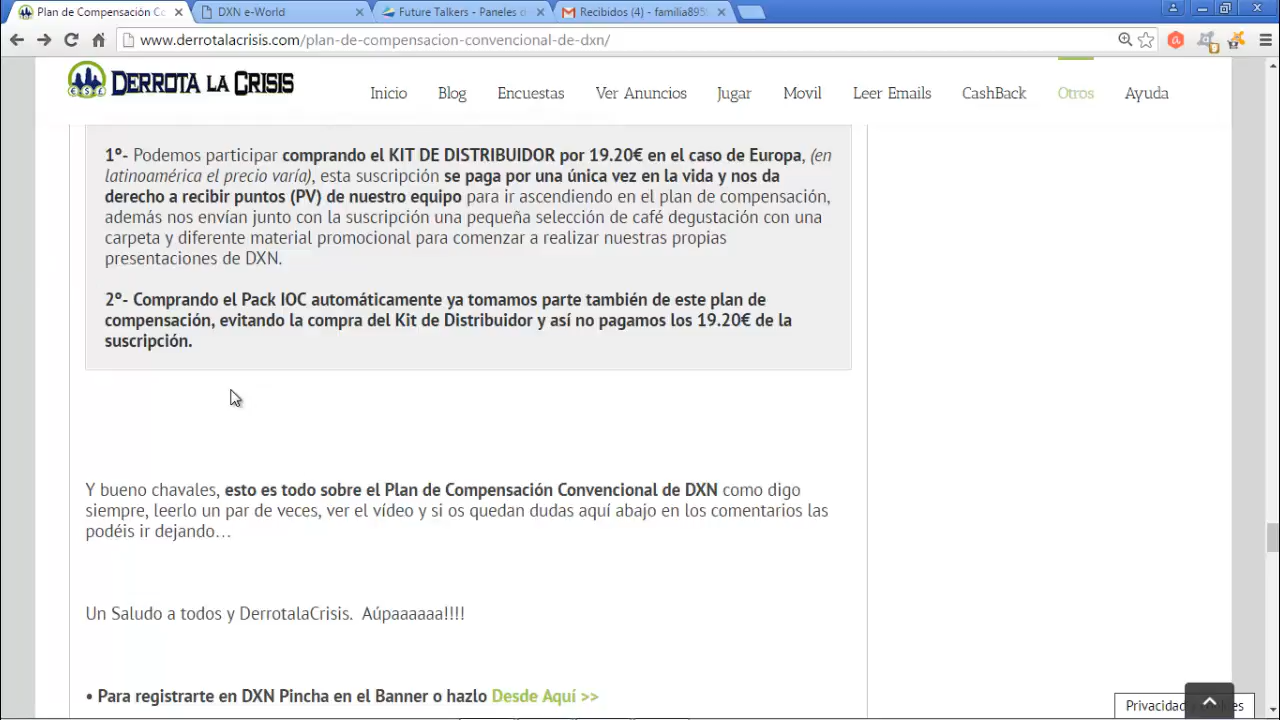 Plan de Compensación Co
DXN e-World
Future Talkers - Paneles d
Recibidos (4) - familia895
www.derrotalacrisis.com/plan-de-compensacion-convencional-de-dxn/
DERROTA LA CRISIS
Inicio Blog Encuestas Ver Anuncios Jugar Movil Leer Emails CashBack Otros Ayuda
1º- Podemos participar comprando el KIT DE DISTRIBUIDOR por 19.20€ en el caso de Europa, (en
latinoamérica el precio varía), esta suscripción se paga por una única vez en la vida y nos da
derecho a recibir puntos (PV) de nuestro equipo para ir ascendiendo en el plan de compensación,
además nos envían junto con la suscripción una pequeña selección de café degustación con una
carpeta y diferente material promocional para comenzar a realizar nuestras propias
presentaciones de DXN.
2º- Comprando el Pack IOC automáticamente ya tomamos parte también de este plan de
compensación, evitando la compra del Kit de Distribuidor y así no pagamos los 19.20€ de la
suscripción.
Y bueno chavales, esto es todo sobre el Plan de Compensación Convencional de DXN como digo
siempre, leerlo un par de veces, ver el vídeo y si os quedan dudas aquí abajo en los comentarios las
podéis ir dejando…
Un Saludo a todos y DerrotalaCrisis. Aúpaaaaaa!!!!
• Para registrarte en DXN Pincha en el Banner o hazlo Desde Aquí >>